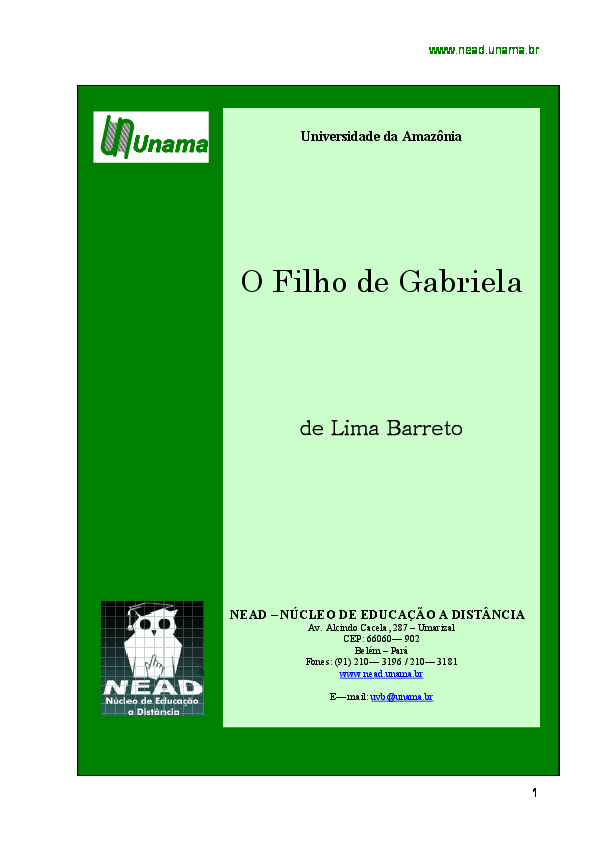 www.nead.unama.br
Unama
Universidade da Amazônia
O Filho de Gabriela
de Lima Barreto
NEAD – NÚCLEO DE EDUCAÇÃO A DISTÂNCIA
Av. Alcindo Cacela, 287 – Umarizal
CEP: 66060— 902
Belém – Pará
Fones: (91) 210— 3196 / 210— 3181
www.nead.unama.br
E—mail: uvb@unama.br
NEAD
Núcleo de Educação
a Distância
1